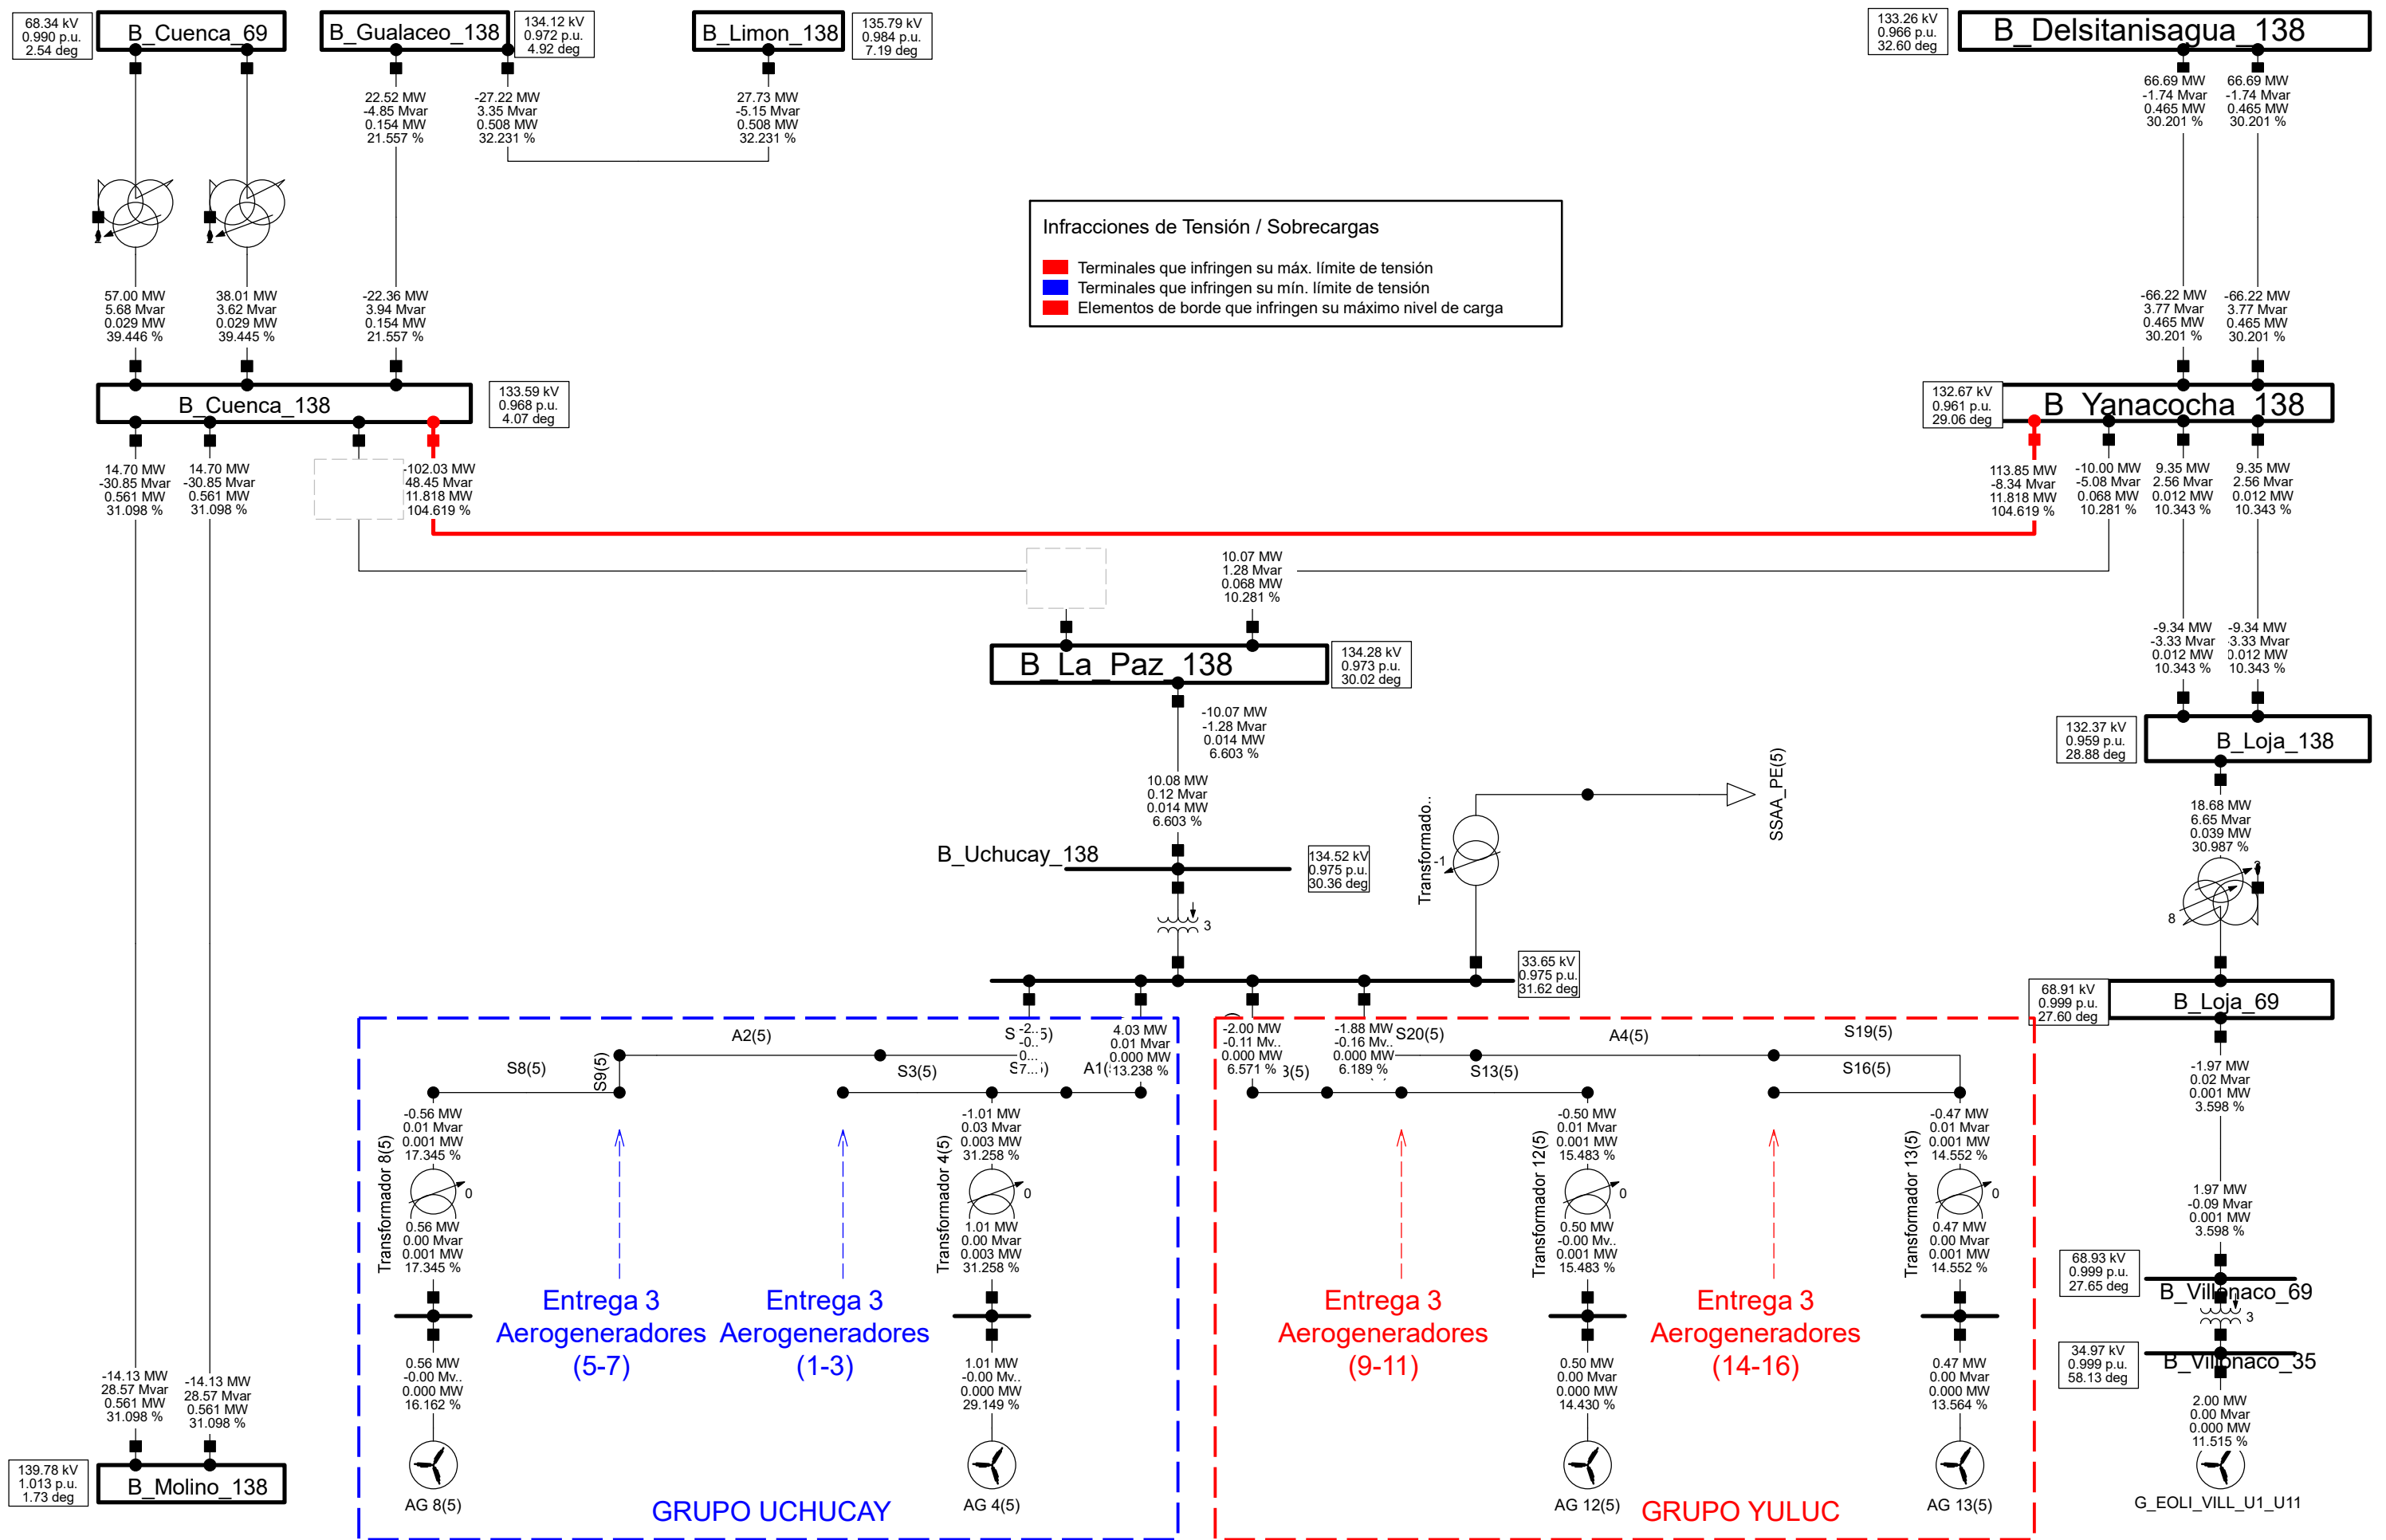 68.34 kV
0.990 p.u.
2.54 deg
B_Cuenca_69
B_Gualaceo_138
134.12 kV
0.972 p.u.
4.92 deg
B_Limon_138
135.79 kV
0.984 p.u.
7.19 deg
133.26 kV
0.966 p.u.
32.60 deg
B_Delsitanisagua_138
22.52 MW
-4.85 Mvar
0.154 MW
21.557 %
-27.22 MW
3.35 Mvar
0.508 MW
32.231 %
27.73 MW
-5.15 Mvar
0.508 MW
32.231 %
66.69 MW
-1.74 Mvar
0.465 MW
30.201 %
66.69 MW
-1.74 Mvar
0.465 MW
30.201 %
Infracciones de Tensión / Sobrecargas
Terminales que infringen su máx. límite de tensión
Terminales que infringen su mín. límite de tensión
Elementos de borde que infringen su máximo nivel de carga
57.00 MW
5.68 Mvar
0.029 MW
39.446 %
38.01 MW
3.62 Mvar
0.029 MW
39.445 %
-22.36 MW
3.94 Mvar
0.154 MW
21.557 %
-66.22 MW
3.77 Mvar
0.465 MW
30.201 %
-66.22 MW
3.77 Mvar
0.465 MW
30.201 %
B_Cuenca_138
133.59 kV
0.968 p.u.
4.07 deg
132.67 kV
0.961 p.u.
29.06 deg
B_Yanacocha_138
14.70 MW
-30.85 Mvar
0.561 MW
31.098 %
14.70 MW
-30.85 Mvar
0.561 MW
31.098 %
-102.03 MW
48.45 Mvar
11.818 MW
104.619 %
113.85 MW
-8.34 Mvar
11.818 MW
104.619 %
-10.00 MW
-5.08 Mvar
0.068 MW
10.281 %
9.35 MW
2.56 Mvar
0.012 MW
10.343 %
9.35 MW
2.56 Mvar
0.012 MW
10.343 %
10.07 MW
1.28 Mvar
0.068 MW
10.281 %
B_La_Paz_138
134.28 kV
0.973 p.u.
30.02 deg
-9.34 MW
-3.33 Mvar
0.012 MW
10.343 %
-9.34 MW
-3.33 Mvar
0.012 MW
10.343 %
-10.07 MW
-1.28 Mvar
0.014 MW
6.603 %
132.37 kV
0.959 p.u.
28.88 deg
B_Loja_138
10.08 MW
0.12 Mvar
0.014 MW
6.603 %
B_Uchucay_138
134.52 kV
0.975 p.u.
30.36 deg
Transformado..
-1
SSAA_PE(5)
18.68 MW
6.65 Mvar
0.039 MW
30.987 %
8
3
33.65 kV
0.975 p.u.
31.62 deg
68.91 kV
0.999 p.u.
27.60 deg
B_Loja_69
A2(5)
S8(5)
S9(5)
S3(5)
-2...
-0...
0...
7...
4.03 MW
0.01 Mvar
0.000 MW
13.238 %
-2.00 MW
-0.11 Mv..
0.000 MW
6.571 %
-1.88 MW
-0.16 Mv..
0.000 MW
6.189 %
S20(5)
A4(5)
S19(5)
S13(5)
S16(5)
-1.97 MW
0.02 Mvar
0.001 MW
3.598 %
Transformador 8(5)
-0.56 MW
0.01 Mvar
0.001 MW
17.345 %
0
0.56 MW
0.00 Mvar
0.001 MW
17.345 %
Transformador 4(5)
-1.01 MW
0.03 Mvar
0.003 MW
31.258 %
0
1.01 MW
0.00 Mvar
0.003 MW
31.258 %
Transformador 12(5)
-0.50 MW
0.01 Mvar
0.001 MW
15.483 %
0
0.50 MW
-0.00 Mv..
0.001 MW
15.483 %
Transformador 13(5)
-0.47 MW
0.01 Mvar
0.001 MW
14.552 %
0
0.47 MW
0.00 Mvar
0.001 MW
14.552 %
1.97 MW
-0.09 Mvar
0.001 MW
3.598 %
Entrega 3
Aerogeneradores
(5-7)
Entrega 3
Aerogeneradores
(1-3)
Entrega 3
Aerogeneradores
(9-11)
Entrega 3
Aerogeneradores
(14-16)
68.93 kV
0.999 p.u.
27.65 deg
B_Villonaco_69
3
34.97 kV
0.999 p.u.
58.13 deg
B_Villonaco_35
-14.13 MW
28.57 Mvar
0.561 MW
31.098 %
-14.13 MW
28.57 Mvar
0.561 MW
31.098 %
0.56 MW
-0.00 Mv..
0.000 MW
16.162 %
1.01 MW
-0.00 Mv..
0.000 MW
29.149 %
0.50 MW
0.00 Mvar
0.000 MW
14.430 %
0.47 MW
0.00 Mvar
0.000 MW
13.564 %
2.00 MW
0.00 Mvar
0.000 MW
11.515 %
139.78 kV
1.013 p.u.
1.73 deg
B_Molino_138
AG 8(5)
GRUPO UCHUCAY
AG 4(5)
AG 12(5)
GRUPO YULUC
AG 13(5)
G_EOLI_VILL_U1_U11